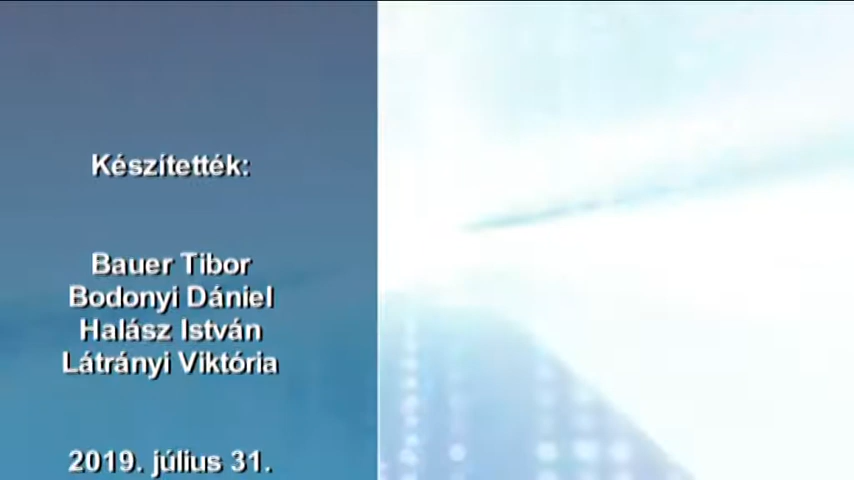 Készítették:
Bauer Tibor
Bodonyi Dániel
Halász István
Látrányi Viktória
2019. július 31.